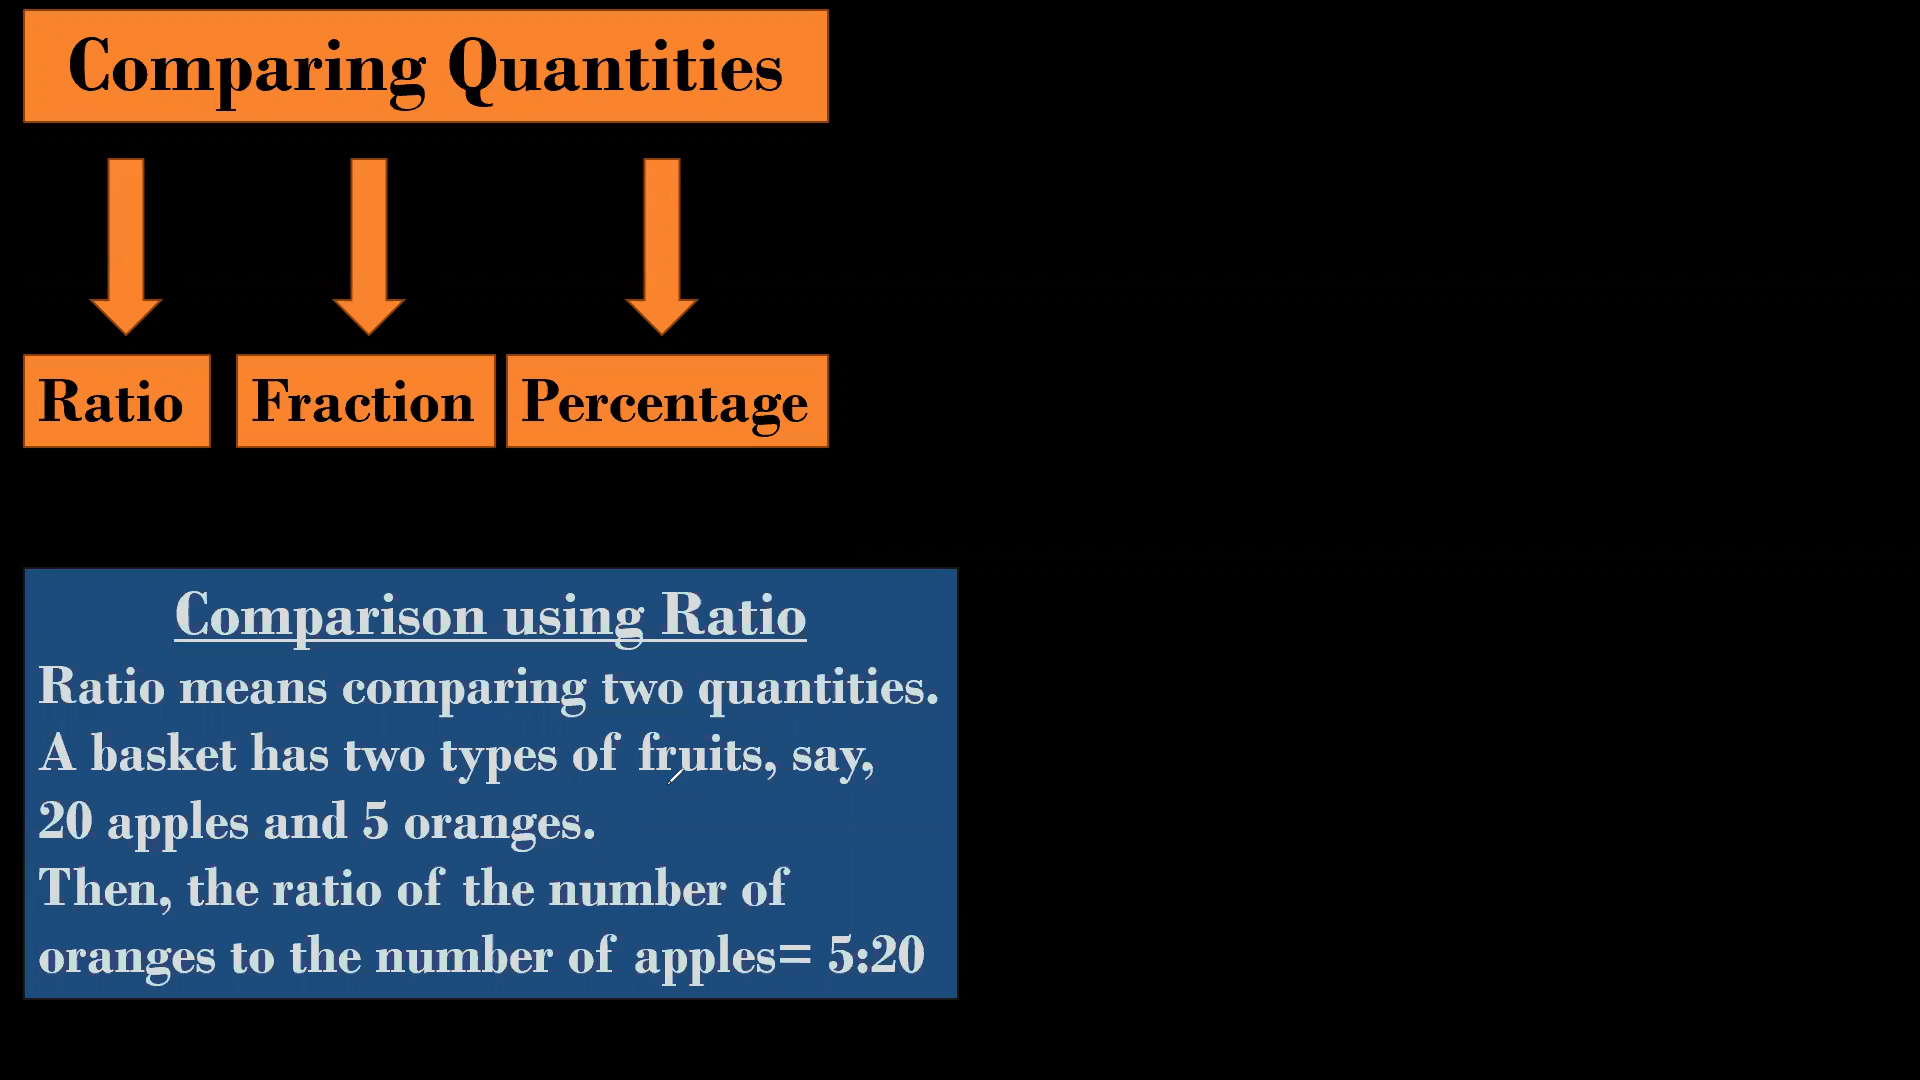 Comparing Quantities
Ratio
Fraction
Percentage
Comparison using Ratio
Ratio means comparing two quantities.
A basket has two types of fruits, say,
20 apples and 5 oranges.
Then, the ratio of the number of
oranges to the number of apples= 5:20